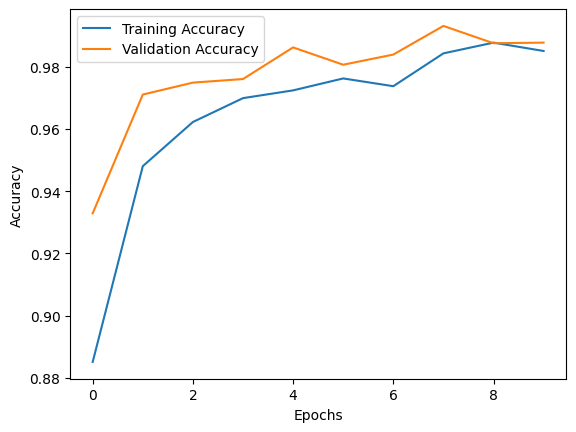 Training Accuracy
Validation Accuracy
0.98
0.96
0.94
0.92
0.90
0.88
Accuracy
0 2 4 6 8
Epochs